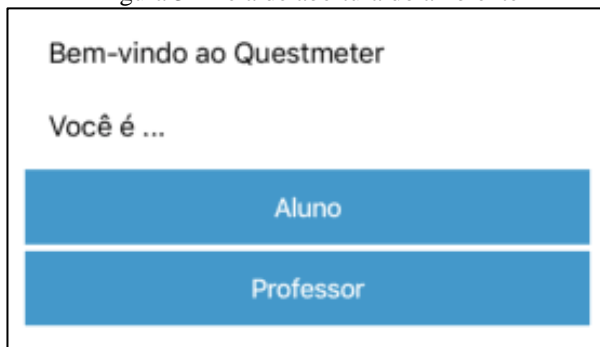 Bem-vindo ao Questmeter
Você é ...
Aluno
Professor